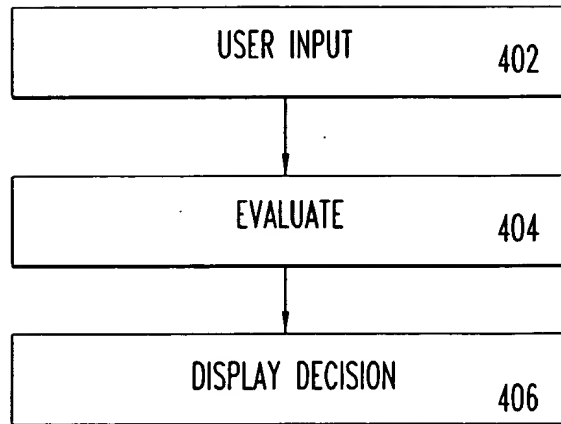 USER INPUT
402
EVALUATE
404
DISPLAY DECISION
406